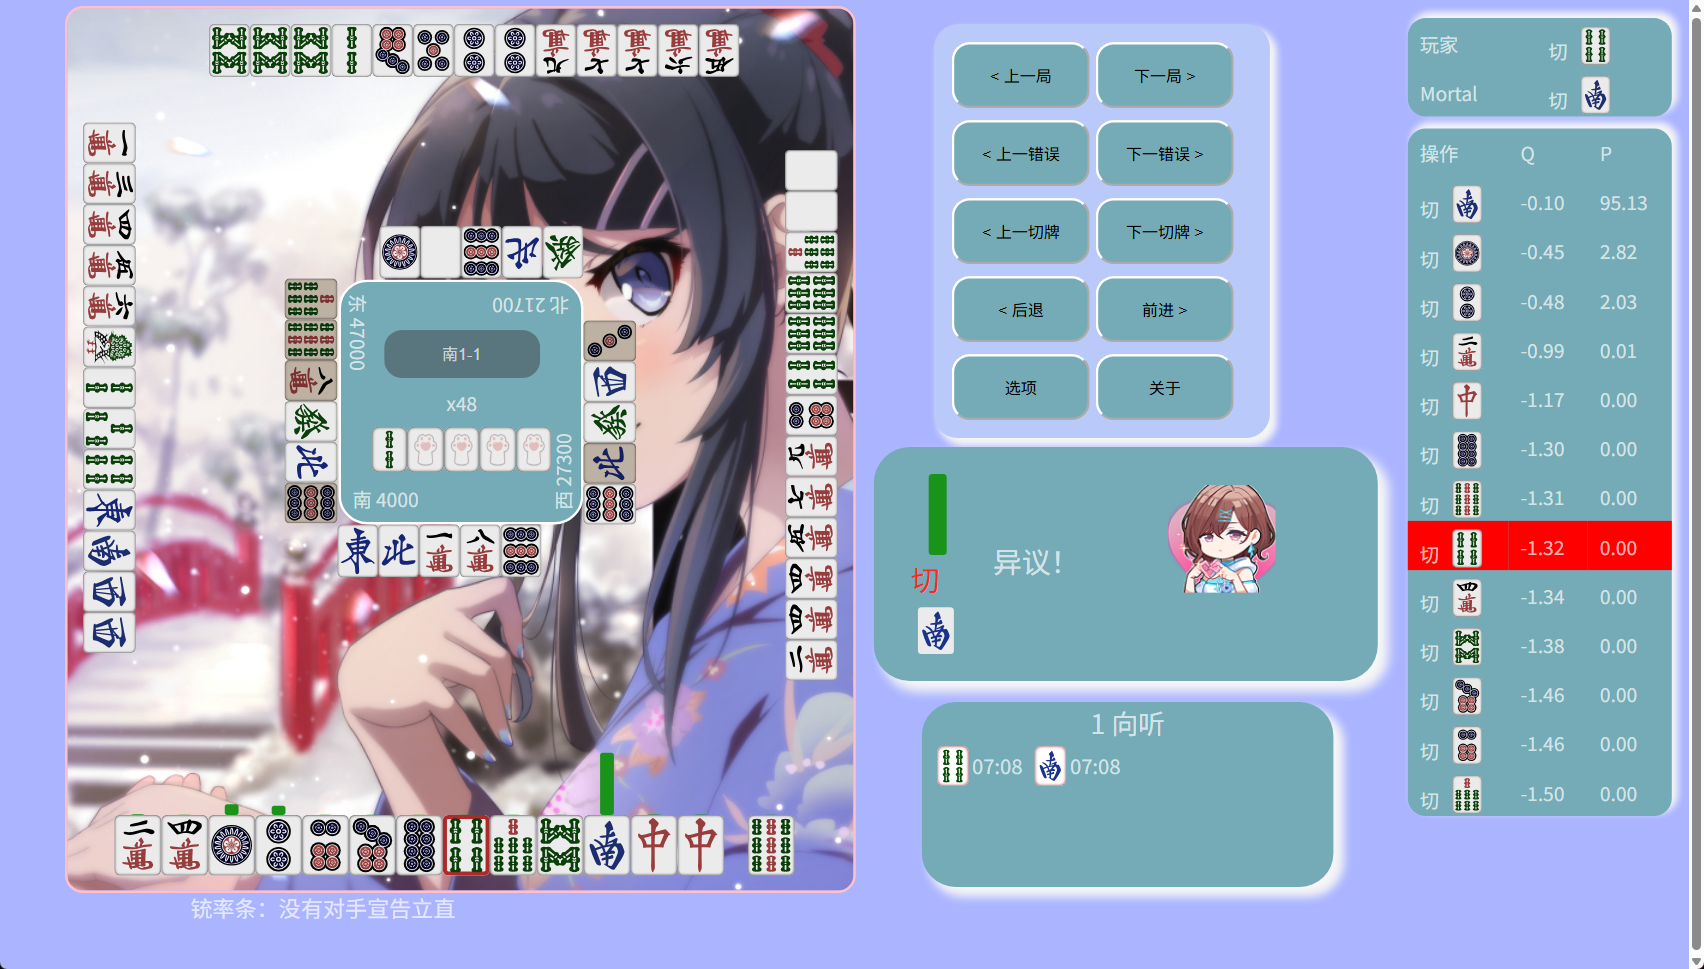 东 47000
北 21700
南1-1
x48
南 4000
西 27300
铳率条：没有对手宣告立直
< 上一局
下一局 >
< 上一错误
下一错误 >
< 上一切牌
下一切牌 >
< 后退
前进 >
选项
关于
切
异议！
1 向听
07:08 07:08
玩家 切
Mortal 切
操作 Q P
切 -0.10 95.13
切 -0.45 2.82
切 -0.48 2.03
切 -0.99 0.01
切 -1.17 0.00
切 -1.30 0.00
切 -1.31 0.00
切 -1.32 0.00
切 -1.34 0.00
切 -1.38 0.00
切 -1.46 0.00
切 -1.46 0.00
切 -1.50 0.00